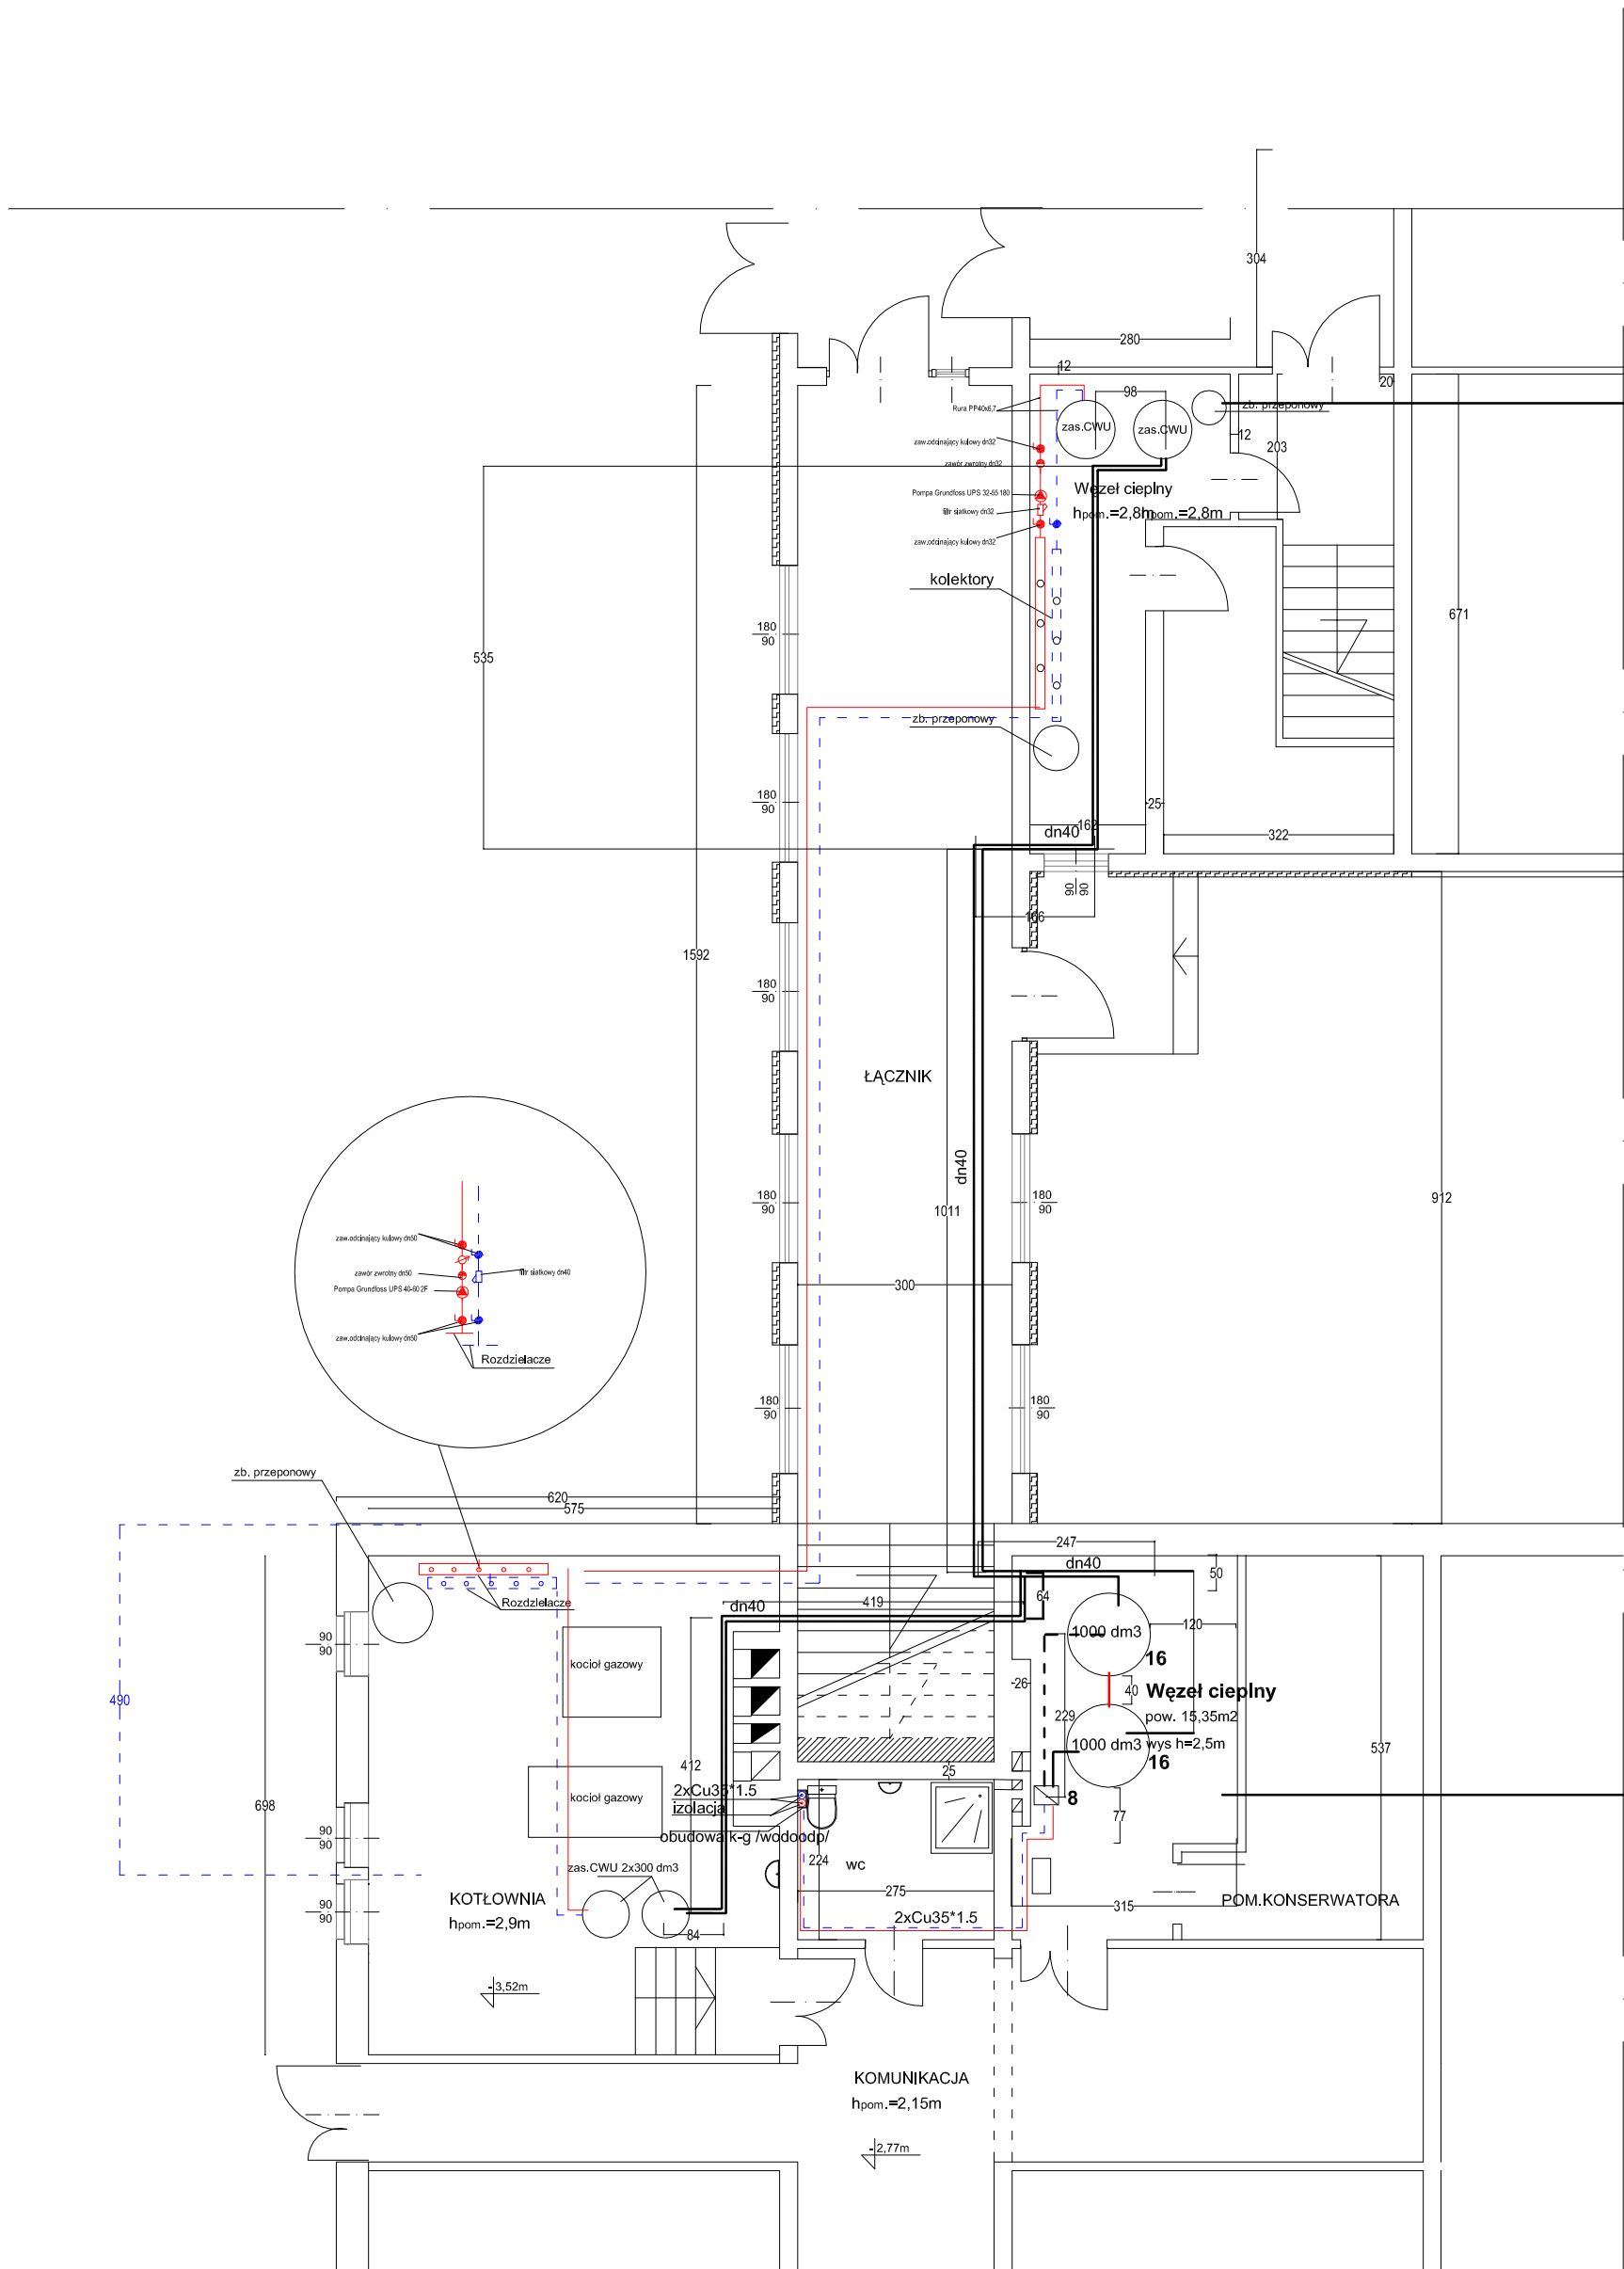 304
280
12
98
20
Rura PP40x6,7
zb. przeponowy
zas.CWU
zas.CWU
12
203
zaw.odcinający kulowy dn32
zawór zwrotny dn32
Węzeł cieplny
Pompa Grundfoss UPS 32-55 180
hpom.=2,8m
hpom.=2,8m
filtr siatkowy dn32
zaw.odcinający kulowy dn32
kolektory
671
180
90
535
zb. przeponowy
180
90
25
162
dn40
322
90
90
166
1592
180
90
ŁĄCZNIK
dn40
180
90
180
90
1011
912
zaw.odcinający kulowy dn50
zawór zwrotny dn50
filtr siatkowy dn40
Pompa Grundfoss UPS 40-60 2F
zaw.odcinający kulowy dn50
Rozdzielacze
300
180
90
180
90
zb. przeponowy
620
575
247
dn40
50
64
Rozdzielacze
dn40
419
1000 dm3
120
16
90
90
kocioł gazowy
26
40
Węzeł cieplny
490
229
pow. 15,35m2
1000 dm3
wys h=2,5m
16
537
412
25
2xCu35*1.5
izolacja
kocioł gazowy
8
698
77
obudowa k-g /wodoodp/
90
90
224
wc
zas.CWU 2x300 dm3
275
KOTŁOWNIA
hpom.=2,9m
90
90
315
POM.KONSERWATORA
2xCu35*1.5
84
-3,52m
KOMUNIKACJA
hpom.=2,15m
-2,77m